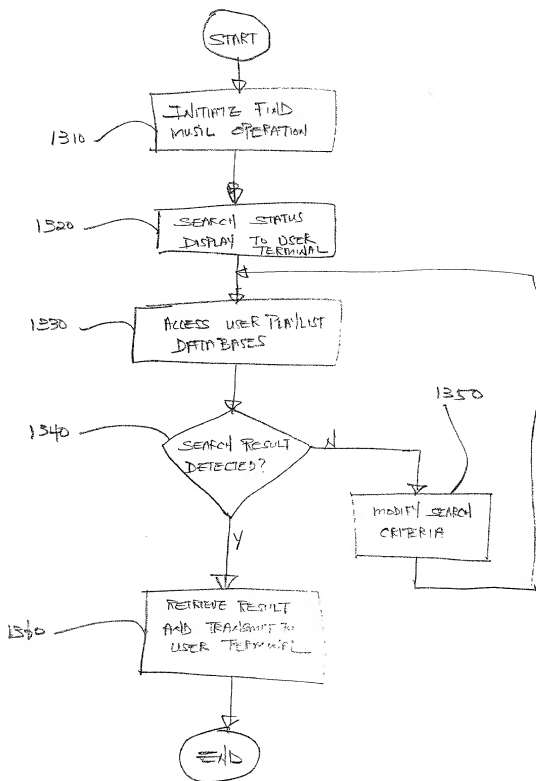 START
INITIATE FIND
MUSIC OPERATION
1310
SEARCH STATUS
DISPLAY TO USER
TERMINAL
1320
ACCESS USER PLAYLIST
DATABASES
1330
SEARCH RESULT
DETECTED?
1340
N
1350
MODIFY SEARCH
CRITERIA
Y
RETRIEVE RESULT
AND TRANSMIT TO
USER TERMINAL
1360
END